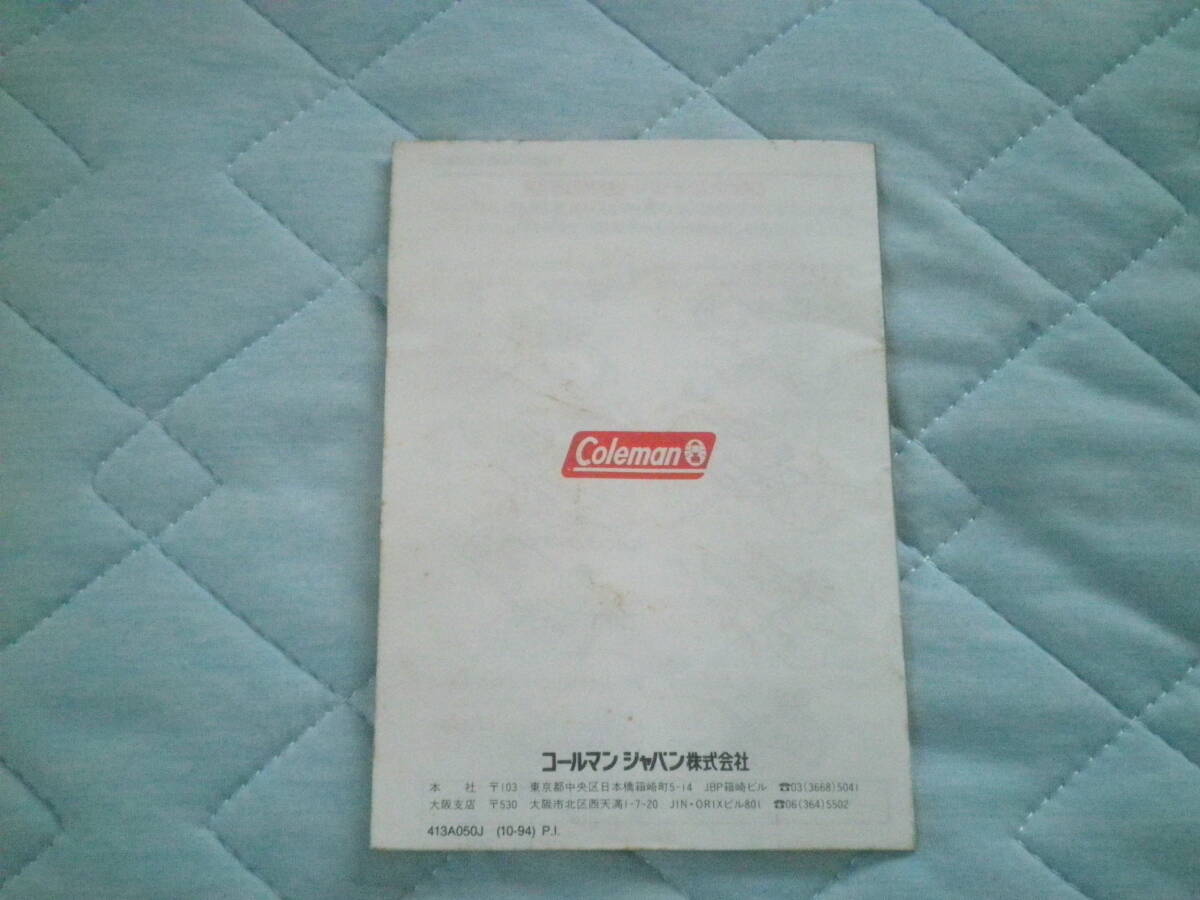 Coleman
コールマン ジャパン株式会社
本　社　〒103　東京都中央区日本橋箱崎町5-14　JBP箱崎ビル　☎03(3668)5041
大阪支店　〒530　大阪市北区西天満1-7-20　JIN・ORIXビル801　☎06(364)5502
413A050J　(10-94) P.I.